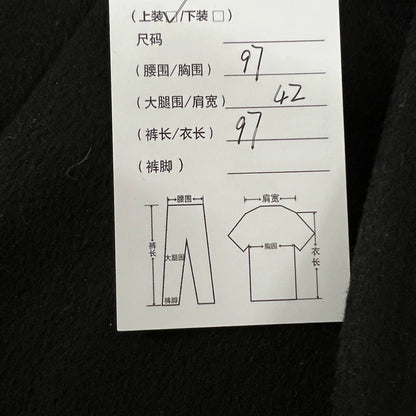 (上装☑/下装□)
尺码
(腰围/胸围) 97
(大腿围/肩宽) 42
(裤长/衣长) 97
(裤脚)
腰围 肩宽
裤长 大腿围 胸围 衣长
裤脚